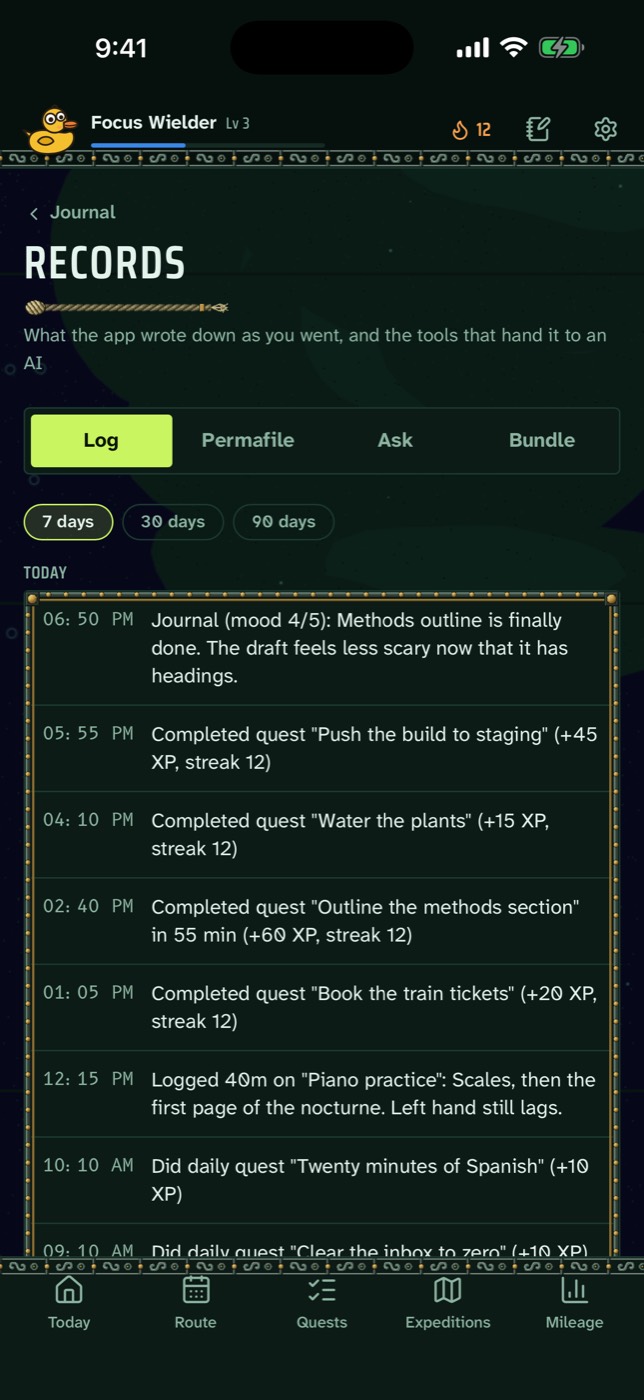 9:41
Focus Wielder Lv 3
12
Journal
RECORDS
What the app wrote down as you went, and the tools that hand it to an
AI
Log Permafile Ask Bundle
7 days 30 days 90 days
TODAY
06:50 PM Journal (mood 4/5): Methods outline is finally
done. The draft feels less scary now that it has
headings.
05:55 PM Completed quest "Push the build to staging" (+45
XP, streak 12)
04:10 PM Completed quest "Water the plants" (+15 XP,
streak 12)
02:40 PM Completed quest "Outline the methods section"
in 55 min (+60 XP, streak 12)
01:05 PM Completed quest "Book the train tickets" (+20 XP,
streak 12)
12:15 PM Logged 40m on "Piano practice": Scales, then the
first page of the nocturne. Left hand still lags.
10:10 AM Did daily quest "Twenty minutes of Spanish" (+10
XP)
09:10 AM Did daily quest "Clear the inbox to zero" (+10 XP)
Today Route Quests Expeditions Mileage